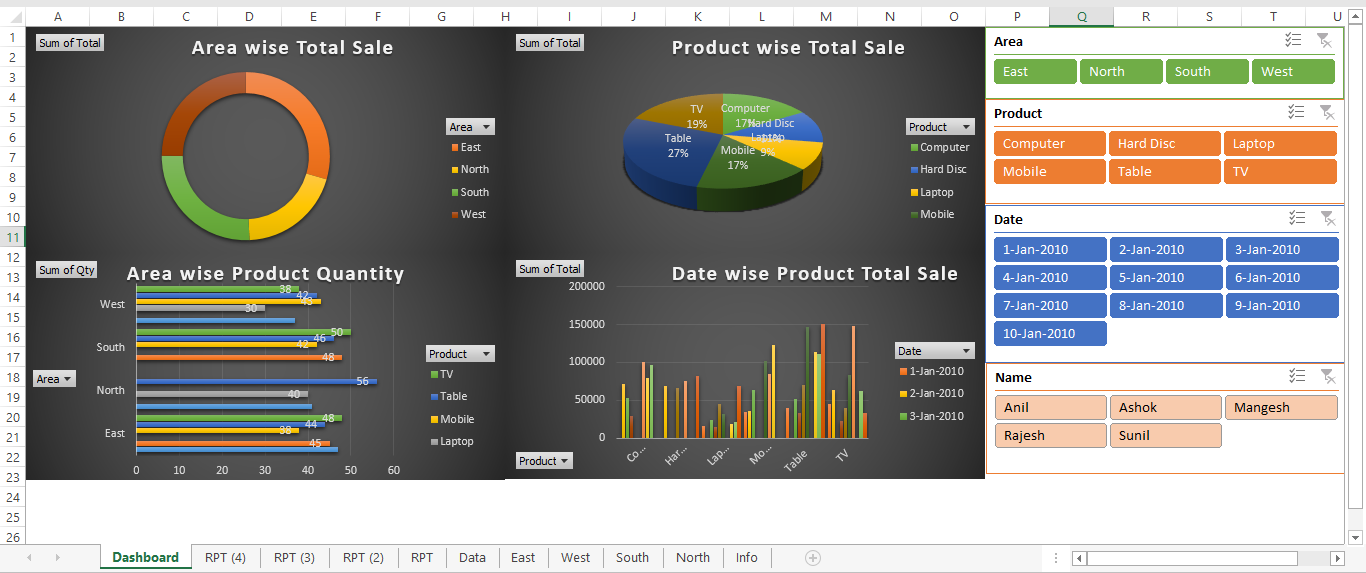 A B C D E F G H I J K L M N O P Q R S T U
1
2
3
4
5
6
7
8
9
10
11
12
13
14
15
16
17
18
19
20
21
22
23
24
25
26
Sum of Total
Area wise Total Sale
Area
East
North
South
West
Sum of Total
Product wise Total Sale
TV
19%
Computer
17%
Hard Disc
Laptop
9%
Table
27%
Mobile
17%
Product
Computer
Hard Disc
Laptop
Mobile
Sum of Qty
Area wise Product Quantity
West
South
North
East
38
42
43
30
50
46
42
48
56
40
48
44
38
45
0 10 20 30 40 50 60
Area
Product
TV
Table
Mobile
Laptop
Sum of Total
Date wise Product Total Sale
200000
150000
100000
50000
0
Co...
Har...
Lap...
Mo...
Table
TV
Product
Date
1-Jan-2010
2-Jan-2010
3-Jan-2010
Area
East North South West
Product
Computer Hard Disc Laptop
Mobile Table TV
Date
1-Jan-2010 2-Jan-2010 3-Jan-2010
4-Jan-2010 5-Jan-2010 6-Jan-2010
7-Jan-2010 8-Jan-2010 9-Jan-2010
10-Jan-2010
Name
Anil Ashok Mangesh
Rajesh Sunil
Dashboard RPT (4) RPT (3) RPT (2) RPT Data East West South North Info